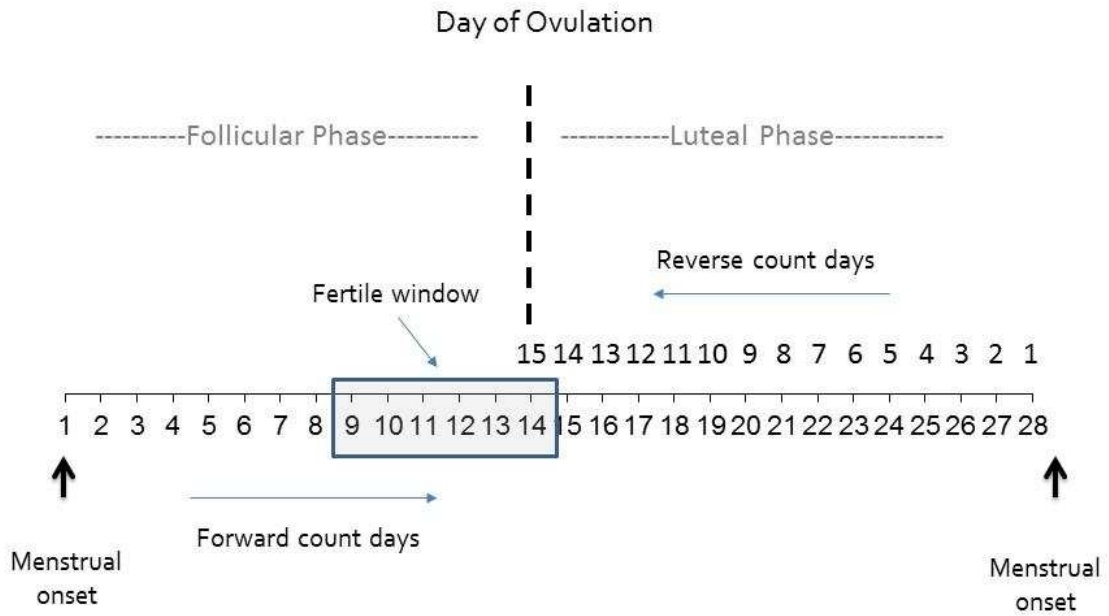 Day of Ovulation
----------Follicular Phase----------
------------Luteal Phase------------
Reverse count days
Fertile window
15 14 13 12 11 10 9 8 7 6 5 4 3 2 1
1 2 3 4 5 6 7 8 9 10 11 12 13 14 15 16 17 18 19 20 21 22 23 24 25 26 27 28
Forward count days
Menstrual
onset
Menstrual
onset